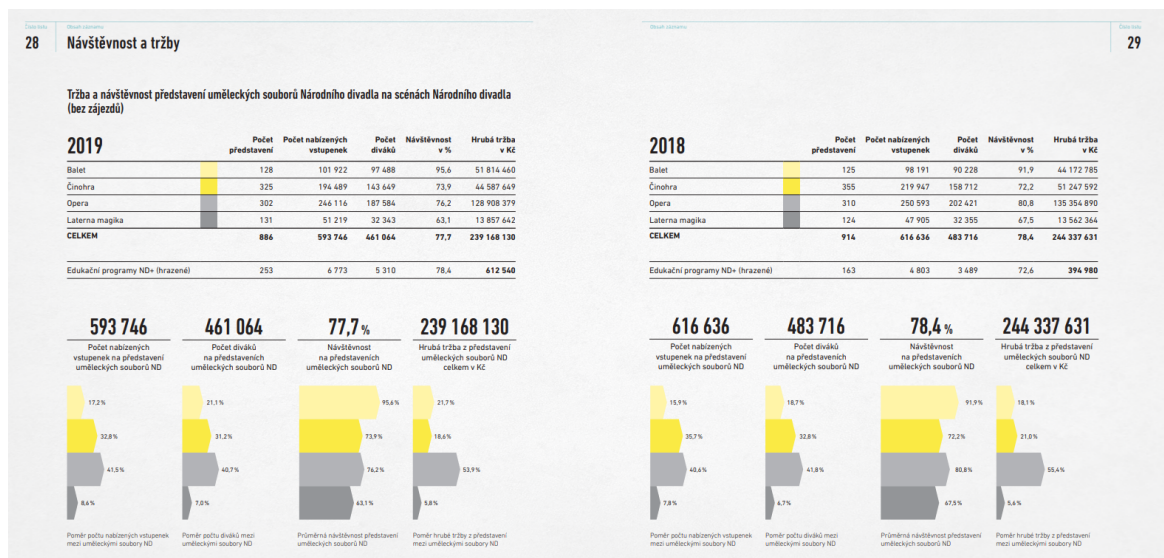 Číslo listu
Obsah záznamu
28
Návštěvnost a tržby
Tržba a návštěvnost představení uměleckých souborů Národního divadla na scénách Národního divadla
(bez zájezdů)
2019 Počet představení Počet nabízených vstupenek Počet diváků Návštěvnost v % Hrubá tržba v Kč
Balet 128 101 922 97 488 95,6 51 814 460
Činohra 325 194 489 143 649 73,9 44 587 649
Opera 302 246 116 187 584 76,2 128 908 379
Laterna magika 131 51 219 32 343 63,1 13 857 642
CELKEM 886 593 746 461 064 77,7 239 168 130
Edukační programy ND+ (hrazené) 253 6 773 5 310 78,4 612 540
593 746 461 064 77,7 % 239 168 130
Počet nabízených Počet diváků Návštěvnost Hrubá tržba z představení
vstupenek na představení na představeních na představeních uměleckých souborů ND
uměleckých souborů ND uměleckých souborů ND uměleckých souborů ND celkem v Kč
17,2 % 21,1 % 95,6 % 21,7 %
32,8 % 31,2 % 73,9 % 18,6 %
41,5 % 40,7 % 76,2 % 53,9 %
8,6 % 7,0 % 63,1 % 5,8 %
Poměr počtu nabízených vstupenek Poměr počtu diváků mezi Průměrná návštěvnost představení Poměr hrubé tržby z představení
mezi uměleckými soubory ND uměleckými soubory ND uměleckých souborů ND mezi uměleckými soubory ND
Obsah záznamu
Číslo listu
29
2018 Počet představení Počet nabízených vstupenek Počet diváků Návštěvnost v % Hrubá tržba v Kč
Balet 125 98 191 90 228 91,9 44 172 785
Činohra 355 219 947 158 712 72,2 51 247 592
Opera 310 250 593 202 421 80,8 135 354 890
Laterna magika 124 47 905 32 355 67,5 13 562 364
CELKEM 914 616 636 483 716 78,4 244 337 631
Edukační programy ND+ (hrazené) 163 4 803 3 489 72,6 394 980
616 636 483 716 78,4 % 244 337 631
Počet nabízených Počet diváků Návštěvnost Hrubá tržba z představení
vstupenek na představení na představeních na představeních uměleckých souborů ND
uměleckých souborů ND uměleckých souborů ND uměleckých souborů ND celkem v Kč
15,9 % 18,7 % 91,9 % 18,1 %
35,7 % 32,8 % 72,2 % 21,0 %
40,6 % 41,8 % 80,8 % 55,4 %
7,8 % 6,7 % 67,5 % 5,6 %
Poměr počtu nabízených vstupenek Poměr počtu diváků mezi Průměrná návštěvnost představení Poměr hrubé tržby z představení
mezi uměleckými soubory ND uměleckými soubory ND uměleckých souborů ND mezi uměleckými soubory ND